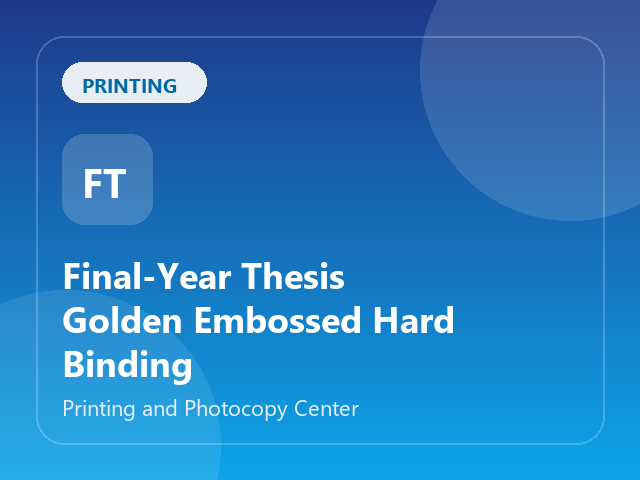 PRINTING
FT
Final-Year Thesis
Golden Embossed Hard
Binding
Printing and Photocopy Center